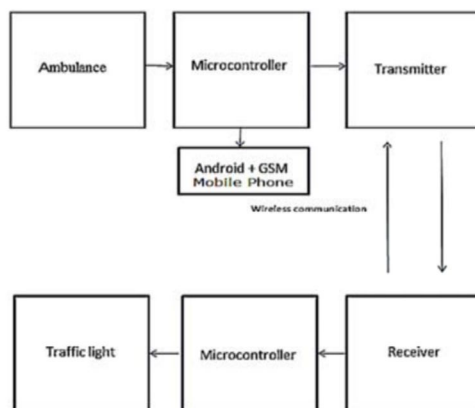 Ambulance
Microcontroller
Transmitter
Android + GSM
Mobile Phone
Wireless communication
Traffic light
Microcontroller
Receiver